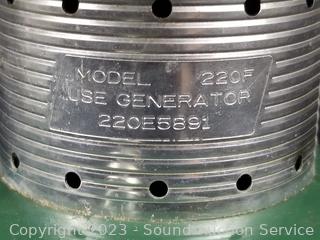 MODEL 220F
USE GENERATOR
220E5891
Copyright 2023 - Sound Auction Service